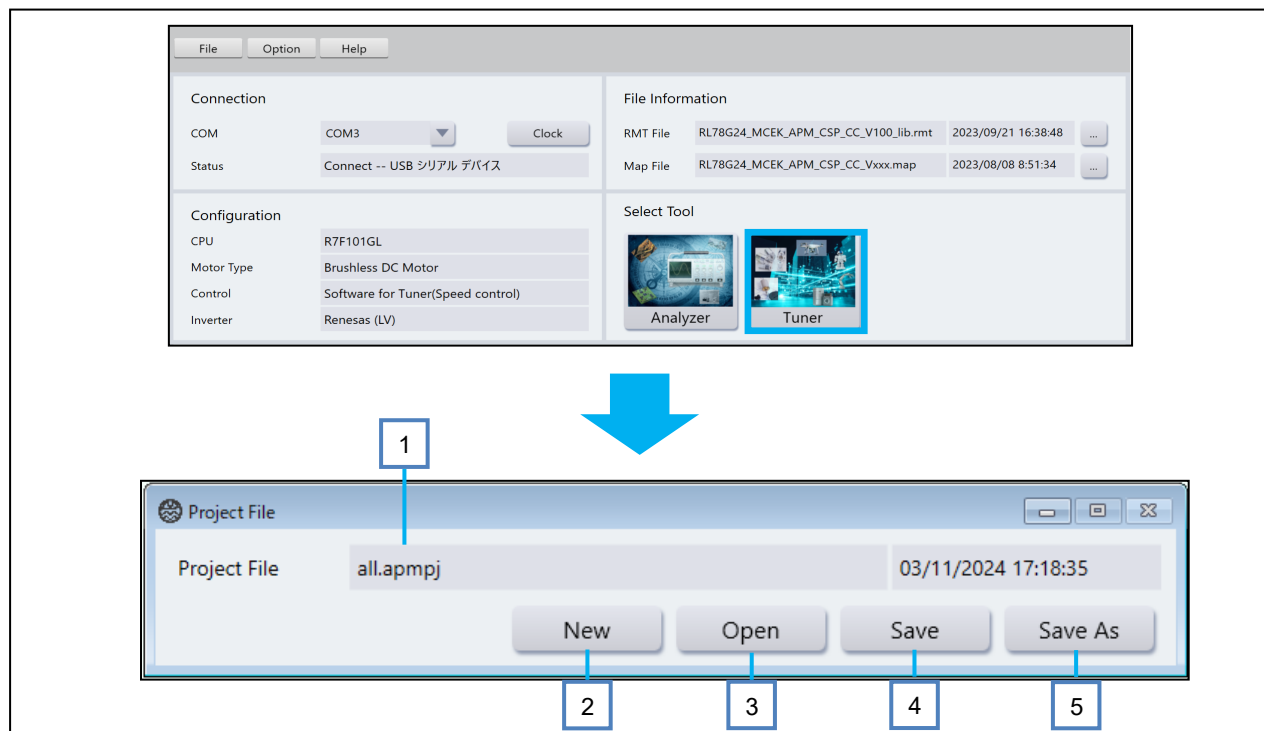 File Option Help
Connection
COM COM3 Clock
Status Connect -- USB シリアル デバイス
File Information
RMT File RL78G24_MCEK_APM_CSP_CC_V100_lib.rmt 2023/09/21 16:38:48 ...
Map File RL78G24_MCEK_APM_CSP_CC_Vxxx.map 2023/08/08 8:51:34 ...
Configuration
CPU R7F101GL
Motor Type Brushless DC Motor
Control Software for Tuner(Speed control)
Inverter Renesas (LV)
Select Tool
Analyzer Tuner
1
Project File
Project File all.apmpj 03/11/2024 17:18:35
New Open Save Save As
2 3 4 5